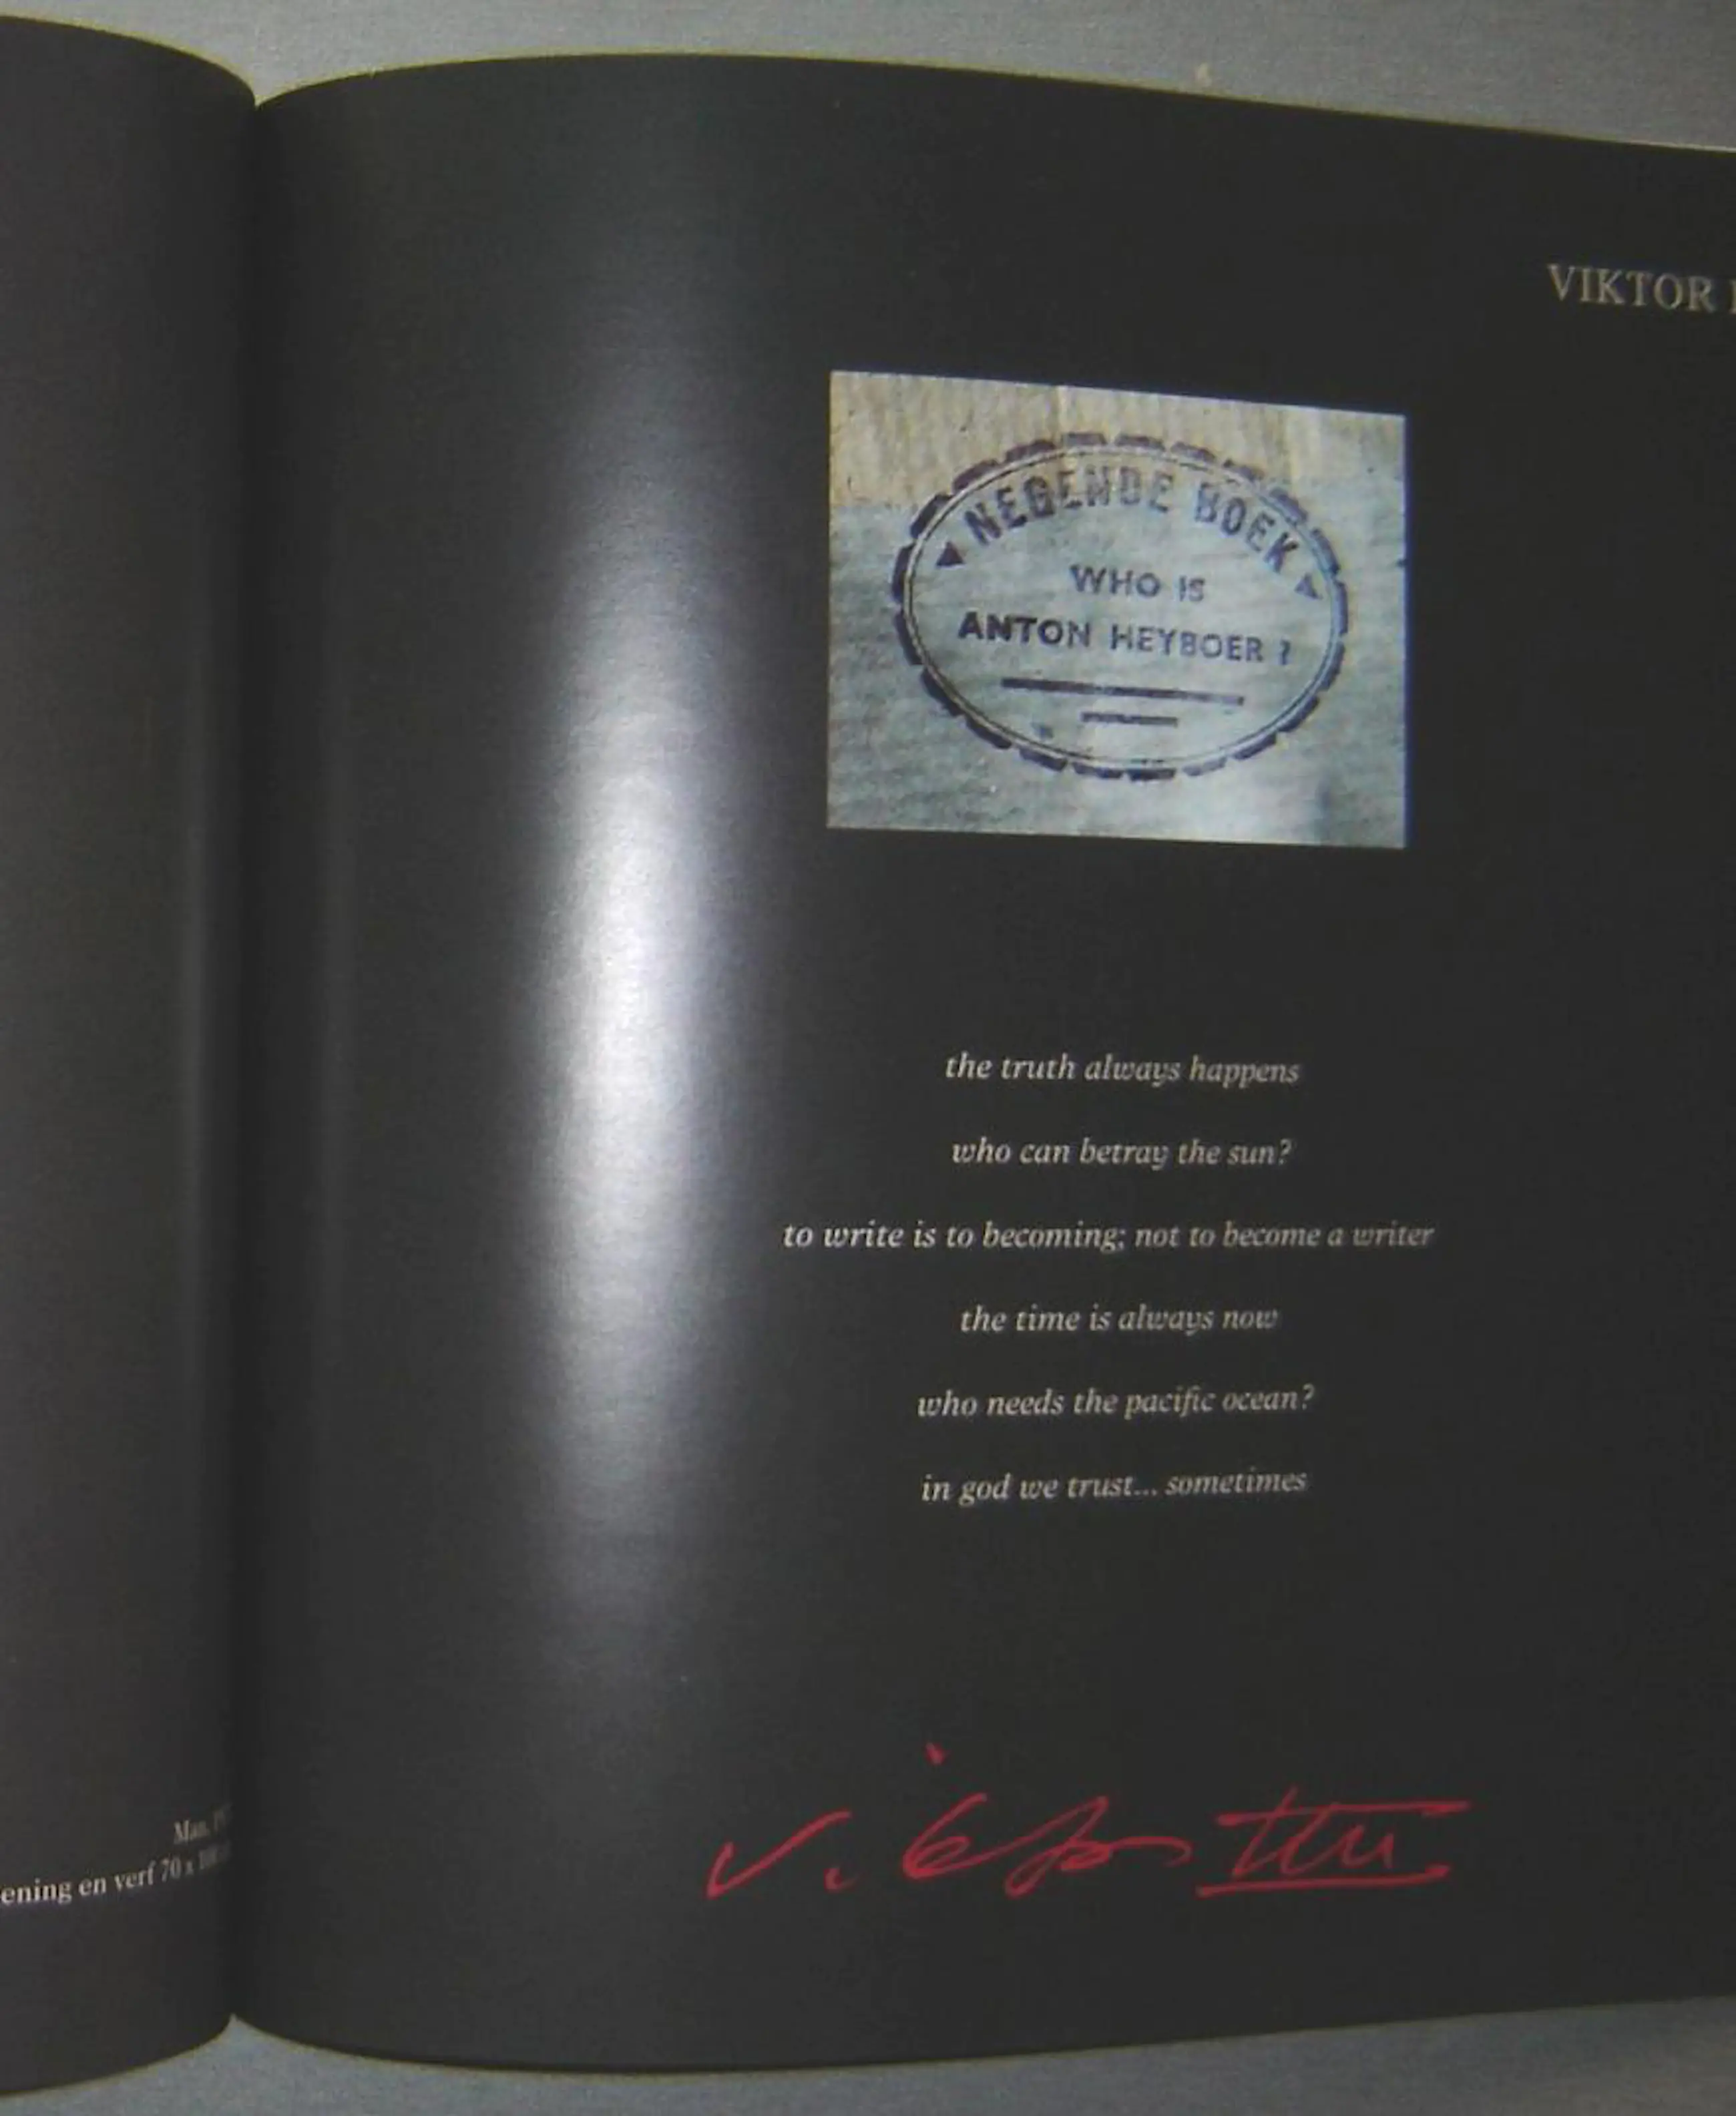 ening en verf 70 x
VIKTOR
NEGENDE BOEK
WHO IS
ANTON HEYBOER ?
the truth always happens
who can betray the sun?
to write is to becoming; not to become a writer
the time is always now
who needs the pacific ocean?
in god we trust... sometimes